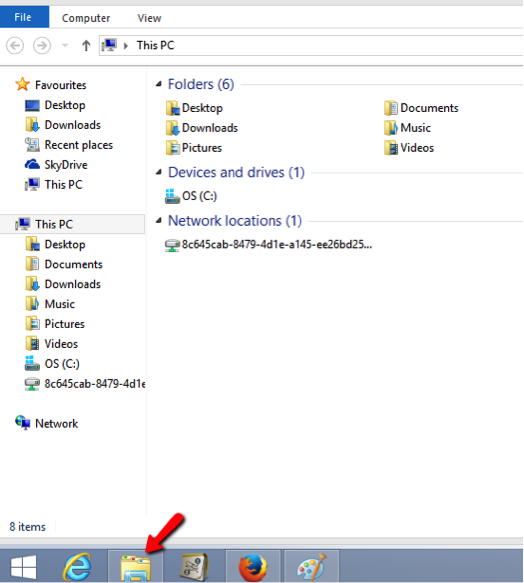 File Computer View
This PC
Favourites
Desktop
Downloads
Recent places
SkyDrive
This PC
This PC
Desktop
Documents
Downloads
Music
Pictures
Videos
OS (C:)
8c645cab-8479-4d1e
Network
Folders (6)
Desktop Documents
Downloads Music
Pictures Videos
Devices and drives (1)
OS (C:)
Network locations (1)
8c645cab-8479-4d1e-a145-ee26bd25...
8 items